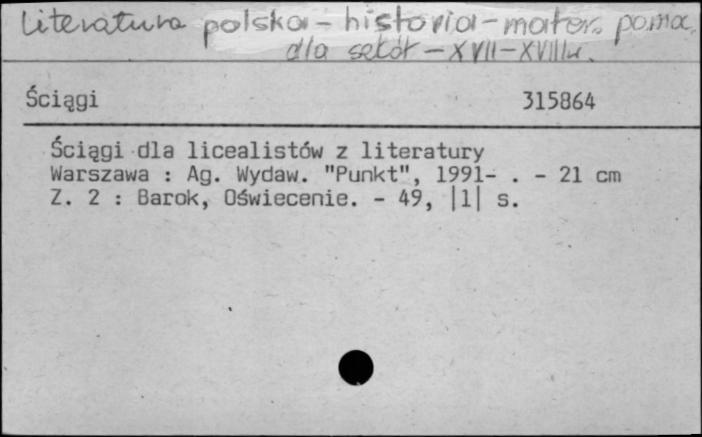 Literatura polska - historia - mater. pomoc.
dla szkół - XVII-XVIII w.
Ściągi 315864
Ściągi dla licealistów z literatury
Warszawa : Ag. Wydaw. "Punkt", 1991- . - 21 cm
Z. 2 : Barok, Oświecenie. - 49, |1| s.